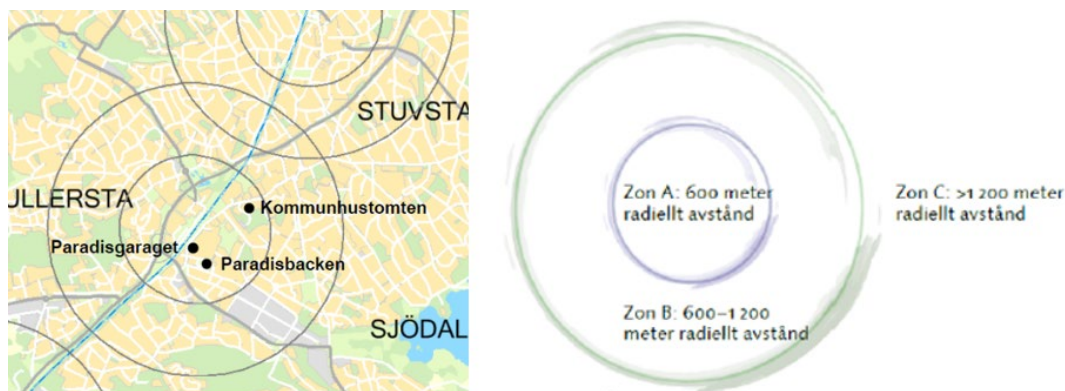 STUVSTA
ULLERSTA
Kommunhustomten
Paradisgaraget
Paradisbacken
SJÖDAL
Zon A: 600 meter
radiellt avstånd
Zon C: >1 200 meter
radiellt avstånd
Zon B: 600–1 200
meter radiellt avstånd